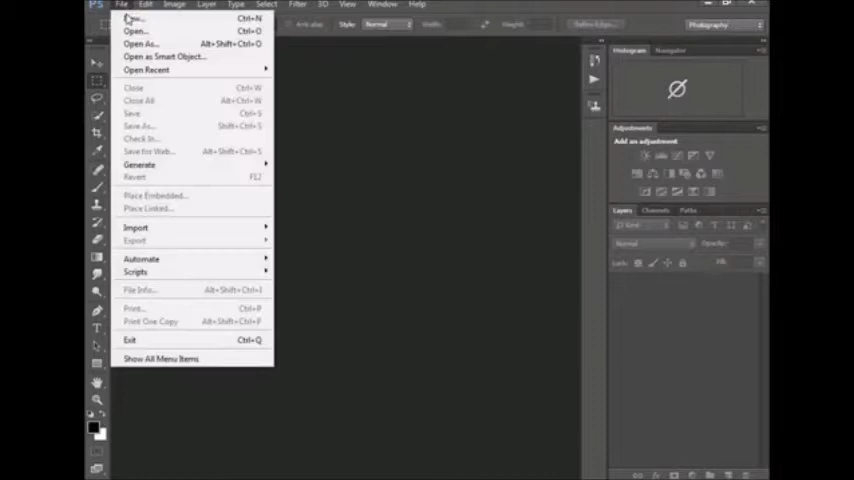 PS File Edit Image Layer Type Select Filter 3D View Window Help
Anti-alias Style: Normal Width: Height: Refine Edge... Photography
Ctrl+N
Open... Ctrl+O
Open As... Alt+Shift+Ctrl+O
Open as Smart Object...
Open Recent
Close Ctrl+W
Close All Alt+Ctrl+W
Save Ctrl+S
Save As... Shift+Ctrl+S
Check In...
Save for Web... Alt+Shift+Ctrl+S
Generate
Revert F12
Place Embedded...
Place Linked...
Import
Export
Automate
Scripts
File Info... Alt+Shift+Ctrl+I
Print... Ctrl+P
Print One Copy Alt+Shift+Ctrl+P
Exit Ctrl+Q
Show All Menu Items
Histogram Navigator
Adjustments
Add an adjustment
Layers Channels Paths
Kind
Normal Opacity:
Lock: Fill: